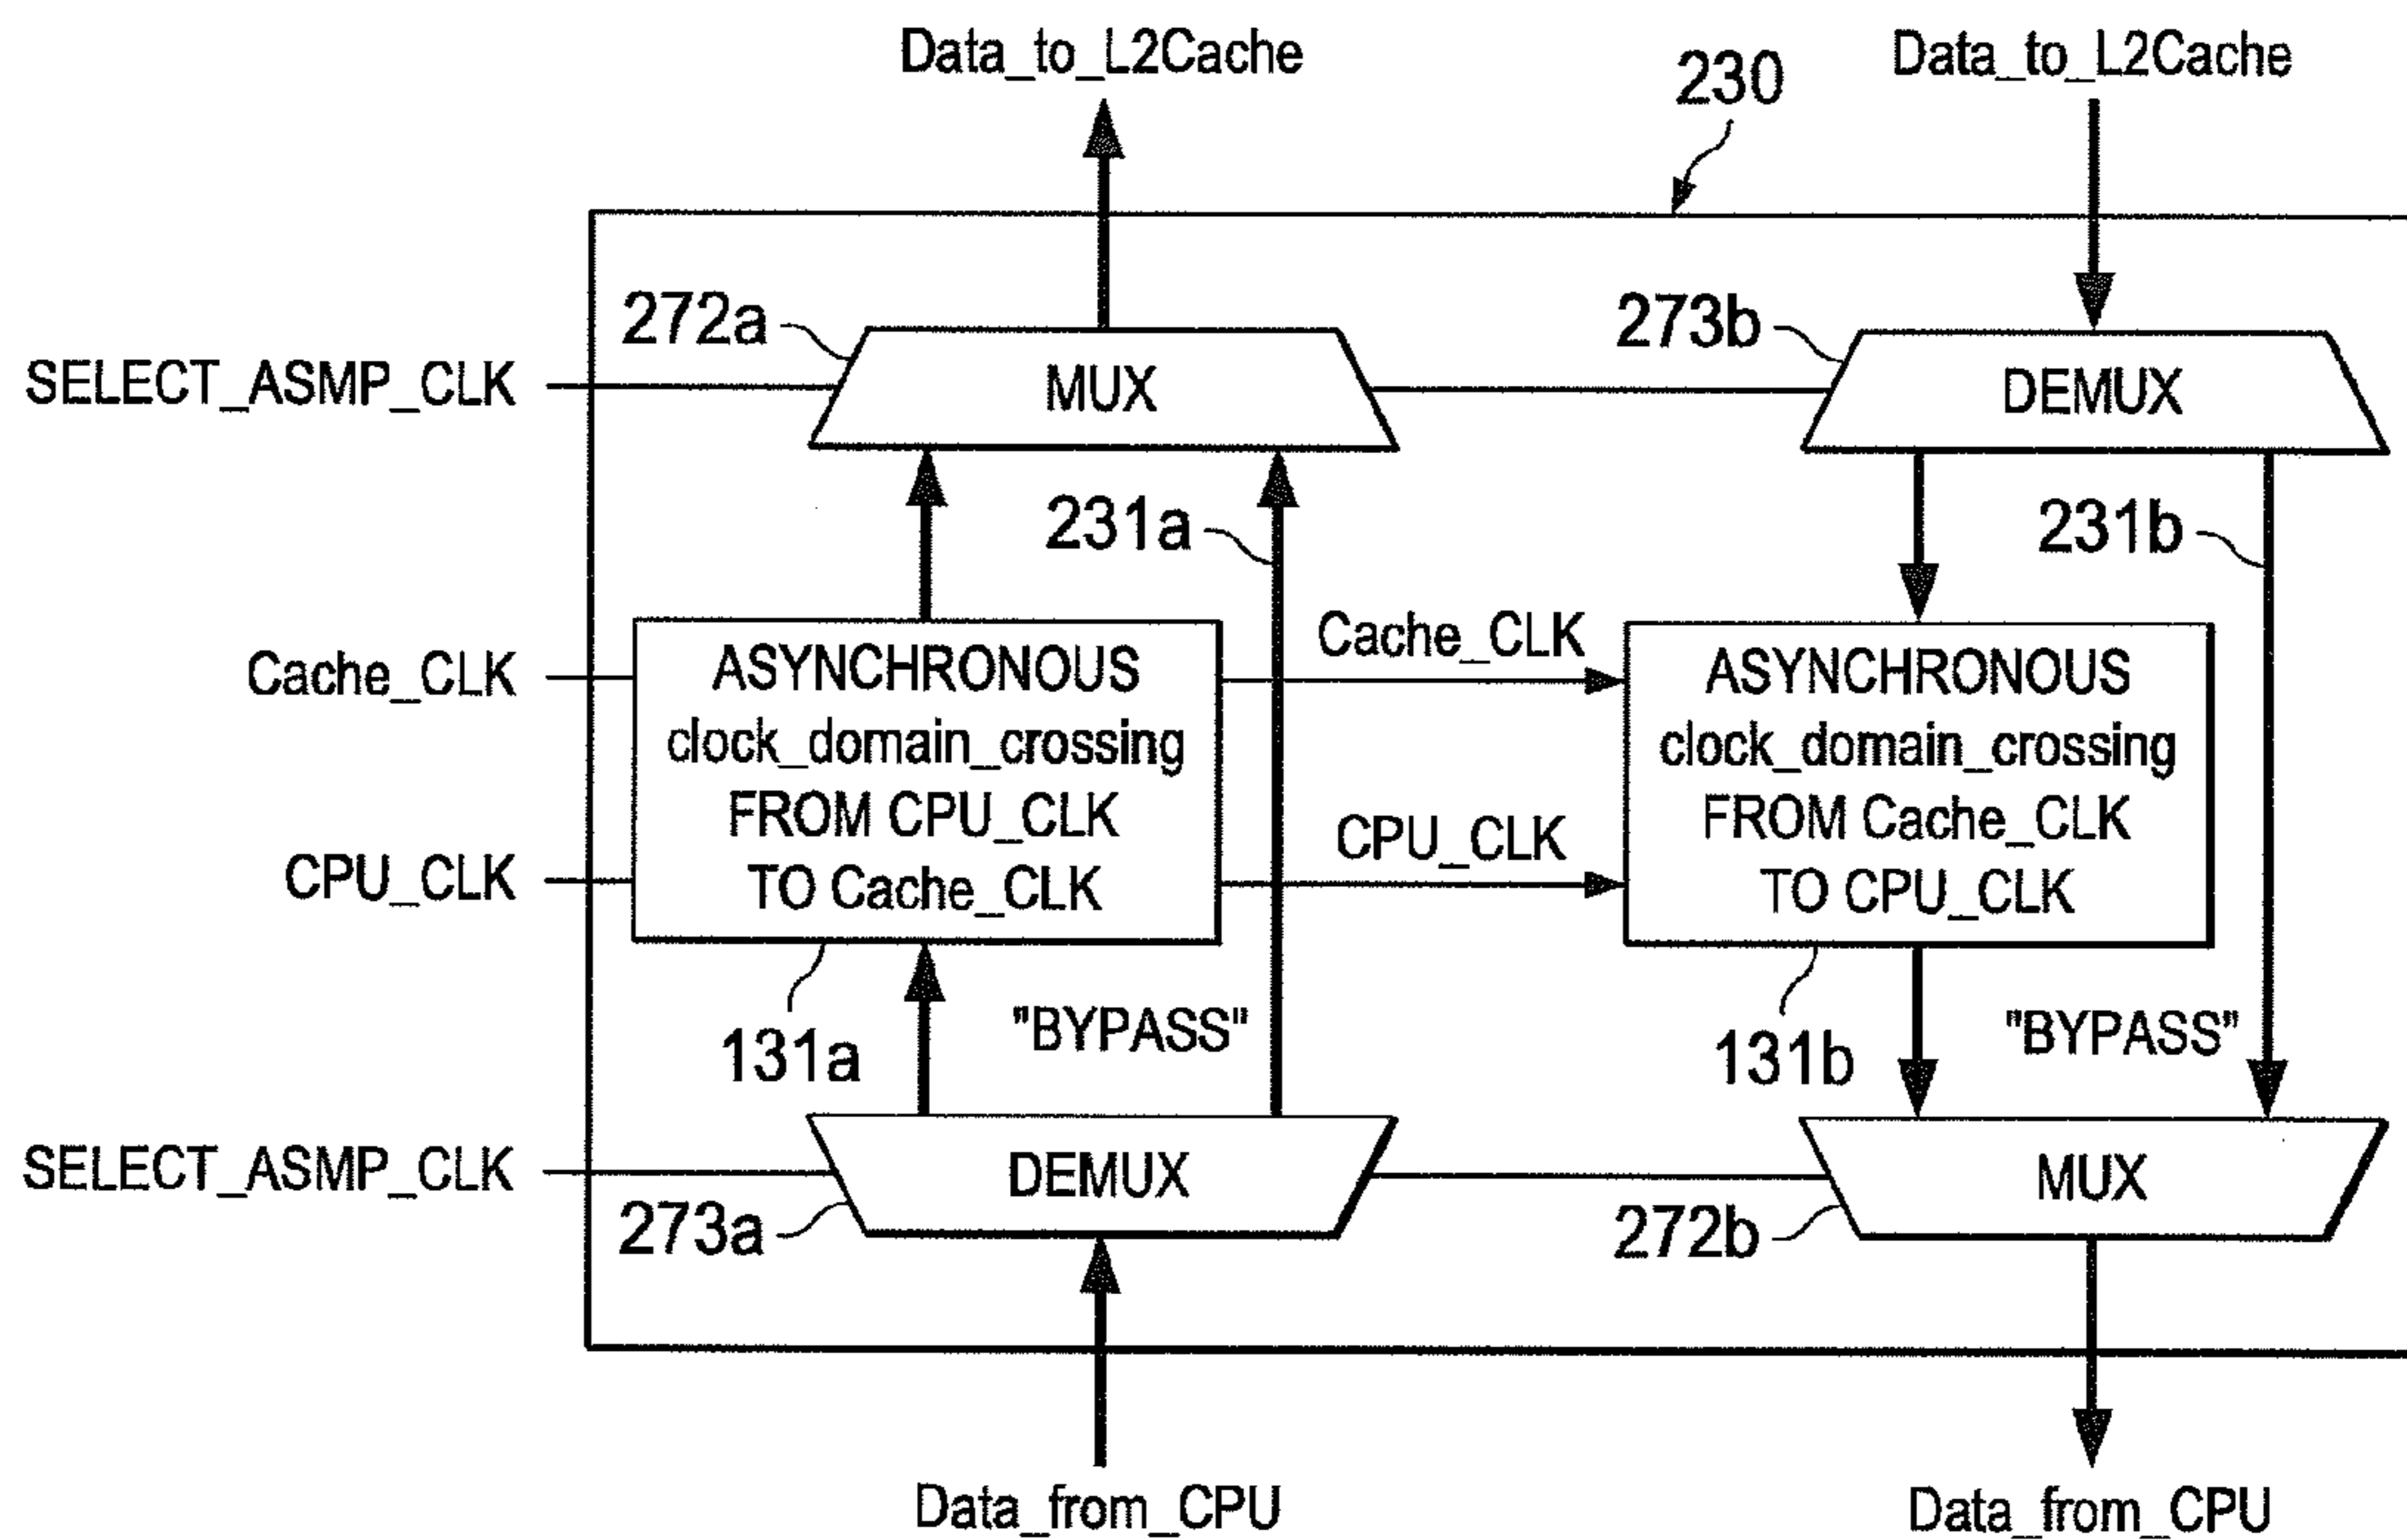 Data_to_L2Cache
230
Data_to_L2Cache
272a
273b
SELECT_ASMP_CLK
MUX
DEMUX
231a
231b
Cache_CLK
ASYNCHRONOUS
clock_domain_crossing
FROM CPU_CLK
TO Cache_CLK
Cache_CLK
ASYNCHRONOUS
clock_domain_crossing
FROM Cache_CLK
TO CPU_CLK
CPU_CLK
CPU_CLK
131a
"BYPASS"
131b
"BYPASS"
SELECT_ASMP_CLK
DEMUX
MUX
273a
272b
Data_from_CPU
Data_from_CPU